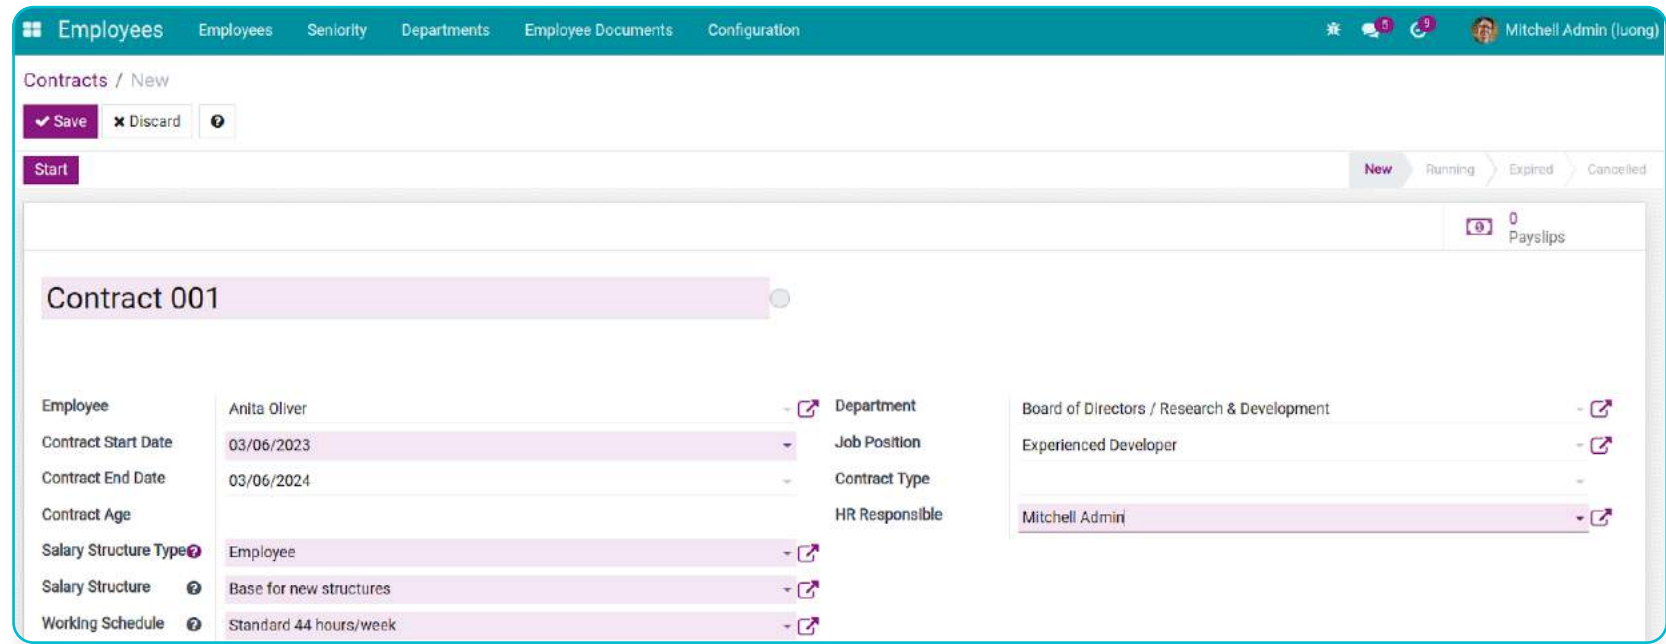 Employees Employees Seniority Departments Employee Documents Configuration 5 9 Mitchell Admin (luong)
Contracts / New
Save Discard
Start New Running Expired Cancelled
0
Payslips
Contract 001
Employee Anita Oliver Department Board of Directors / Research & Development
Contract Start Date 03/06/2023 Job Position Experienced Developer
Contract End Date 03/06/2024 Contract Type
Contract Age HR Responsible Mitchell Admin
Salary Structure Type Employee
Salary Structure Base for new structures
Working Schedule Standard 44 hours/week